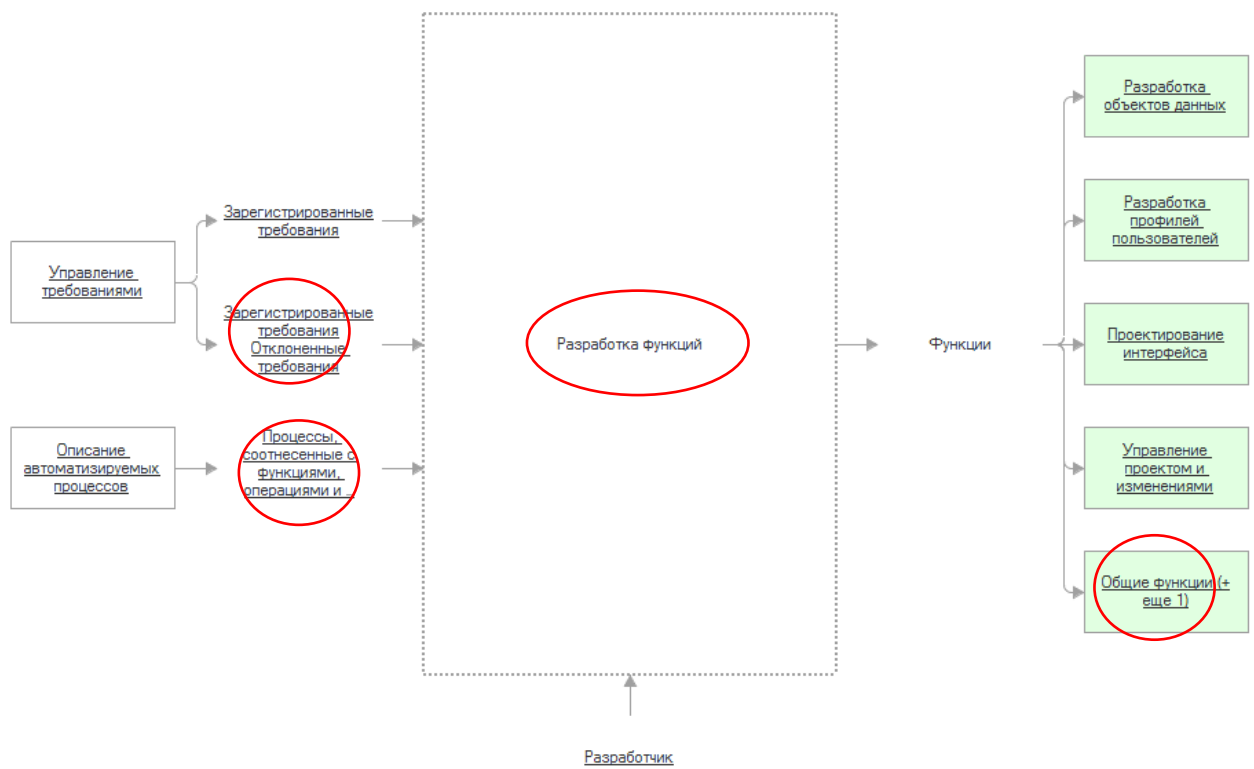 Управление
требованиями
Зарегистрированные
требования
Зарегистрированные
требования
Отклоненные
требования
Описание
автоматизируемых
процессов
Процессы,
соотнесенные с
функциями,
операциями и ...
Разработка функций
Разработчик
Функции
Разработка
объектов данных
Разработка
профилей
пользователей
Проектирование
интерфейса
Управление
проектом и
изменениями
Общие функции (+
еще 1)